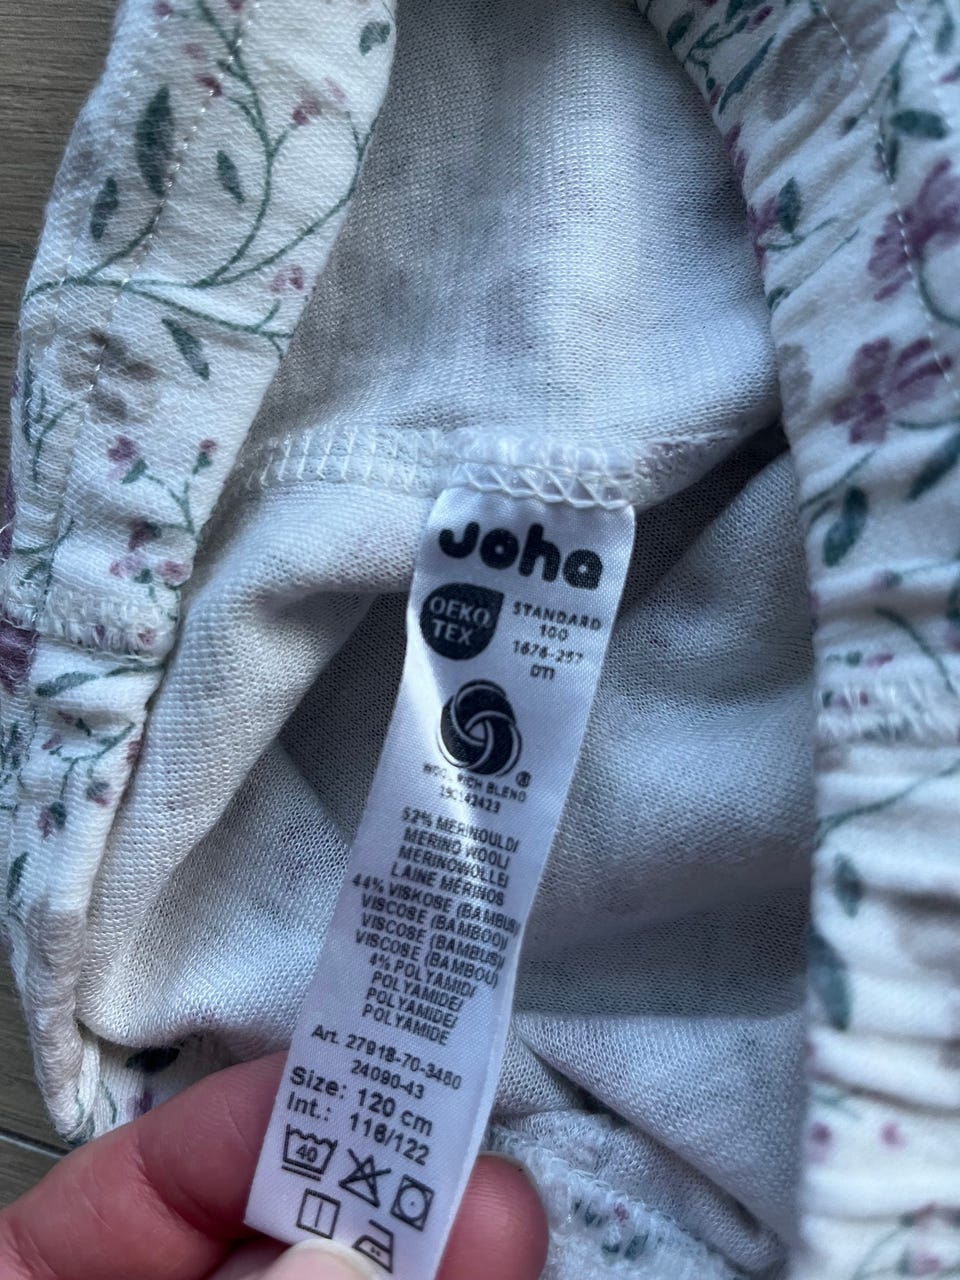 Joha
OEKO
TEX
STANDARD
100
1676-257
DTI
WOOL RICH BLEND
®
52% MERINOULD/
MERINO WOOL/
MERINOWOLLE/
LAINE MÉRINOS
44% VISKOSE (BAMBUS)/
VISCOSE (BAMBOO)/
VISCOSE (BAMBUS)/
VISCOSE (BAMBOU)
4% POLYAMID/
POLYAMIDE/
POLYAMIDE/
POLYAMIDE
Art. 27918-70-3480
24090-43
Size: 120 cm
Int.: 116/122
40